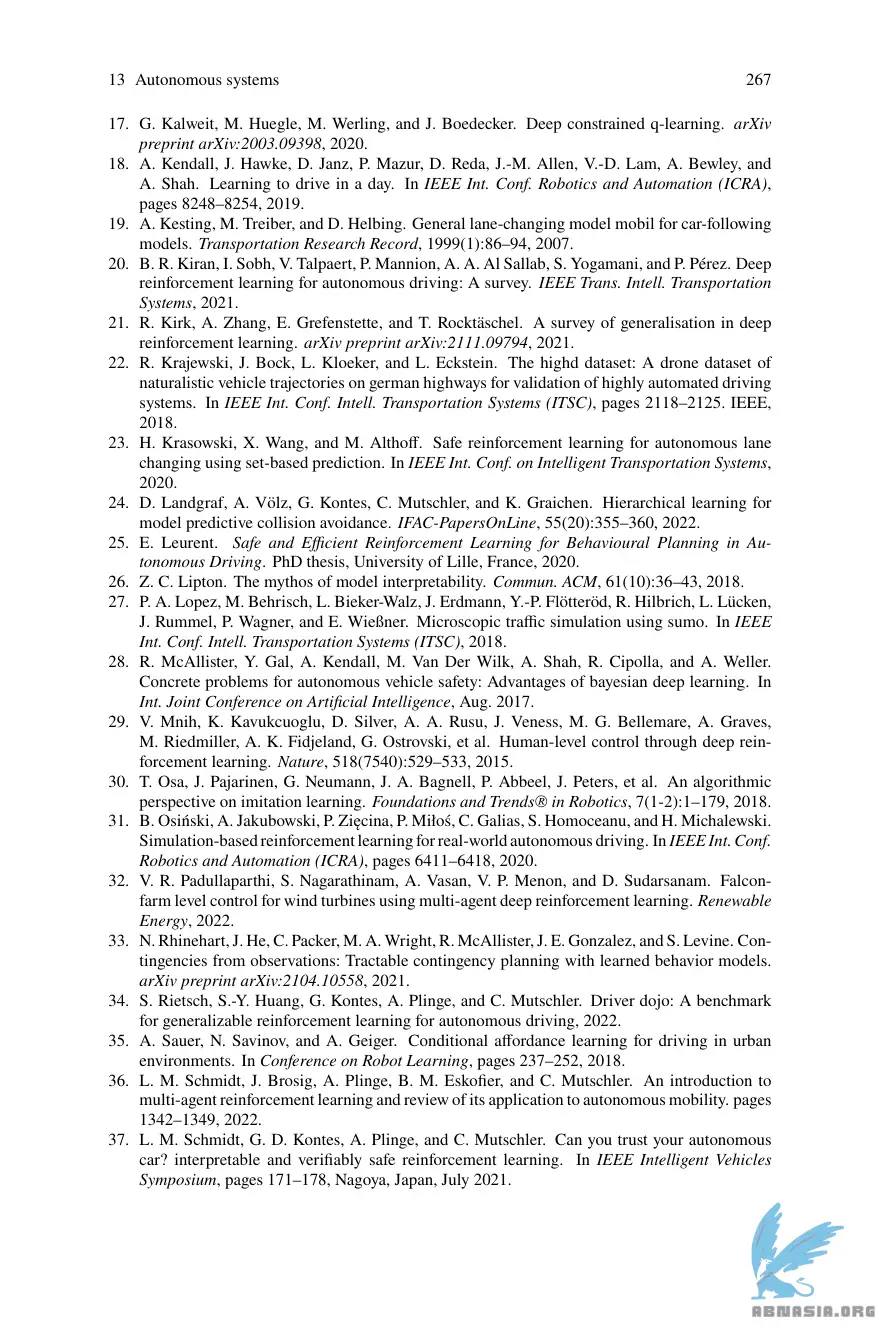 13 Autonomous systems 267
17. G. Kalweit, M. Huegle, M. Werling, and J. Boedecker. Deep constrained q-learning. arXiv
preprint arXiv:2003.09398, 2020.
18. A. Kendall, J. Hawke, D. Janz, P. Mazur, D. Reda, J.-M. Allen, V.-D. Lam, A. Bewley, and
A. Shah. Learning to drive in a day. In IEEE Int. Conf. Robotics and Automation (ICRA),
pages 8248–8254, 2019.
19. A. Kesting, M. Treiber, and D. Helbing. General lane-changing model mobil for car-following
models. Transportation Research Record, 1999(1):86–94, 2007.
20. B. R. Kiran, I. Sobh, V. Talpaert, P. Mannion, A. A. Al Sallab, S. Yogamani, and P. Pérez. Deep
reinforcement learning for autonomous driving: A survey. IEEE Trans. Intell. Transportation
Systems, 2021.
21. R. Kirk, A. Zhang, E. Grefenstette, and T. Rocktäschel. A survey of generalisation in deep
reinforcement learning. arXiv preprint arXiv:2111.09794, 2021.
22. R. Krajewski, J. Bock, L. Kloeker, and L. Eckstein. The highd dataset: A drone dataset of
naturalistic vehicle trajectories on german highways for validation of highly automated driving
systems. In IEEE Int. Conf. Intell. Transportation Systems (ITSC), pages 2118–2125. IEEE,
2018.
23. H. Krasowski, X. Wang, and M. Althoff. Safe reinforcement learning for autonomous lane
changing using set-based prediction. In IEEE Int. Conf. on Intelligent Transportation Systems,
2020.
24. D. Landgraf, A. Völz, G. Kontes, C. Mutschler, and K. Graichen. Hierarchical learning for
model predictive collision avoidance. IFAC-PapersOnLine, 55(20):355–360, 2022.
25. E. Leurent. Safe and Efficient Reinforcement Learning for Behavioural Planning in Au-
tonomous Driving. PhD thesis, University of Lille, France, 2020.
26. Z. C. Lipton. The mythos of model interpretability. Commun. ACM, 61(10):36–43, 2018.
27. P. A. Lopez, M. Behrisch, L. Bieker-Walz, J. Erdmann, Y.-P. Flötteröd, R. Hilbrich, L. Lücken,
J. Rummel, P. Wagner, and E. Wießner. Microscopic traffic simulation using sumo. In IEEE
Int. Conf. Intell. Transportation Systems (ITSC), 2018.
28. R. McAllister, Y. Gal, A. Kendall, M. Van Der Wilk, A. Shah, R. Cipolla, and A. Weller.
Concrete problems for autonomous vehicle safety: Advantages of bayesian deep learning. In
Int. Joint Conference on Artificial Intelligence, Aug. 2017.
29. V. Mnih, K. Kavukcuoglu, D. Silver, A. A. Rusu, J. Veness, M. G. Bellemare, A. Graves,
M. Riedmiller, A. K. Fidjeland, G. Ostrovski, et al. Human-level control through deep rein-
forcement learning. Nature, 518(7540):529–533, 2015.
30. T. Osa, J. Pajarinen, G. Neumann, J. A. Bagnell, P. Abbeel, J. Peters, et al. An algorithmic
perspective on imitation learning. Foundations and Trends® in Robotics, 7(1-2):1–179, 2018.
31. B. Osiński, A. Jakubowski, P. Zięcina, P. Miłoś, C. Galias, S. Homoceanu, and H. Michalewski.
Simulation-based reinforcement learning for real-world autonomous driving. In IEEE Int. Conf.
Robotics and Automation (ICRA), pages 6411–6418, 2020.
32. V. R. Padullaparthi, S. Nagarathinam, A. Vasan, V. P. Menon, and D. Sudarsanam. Falcon-
farm level control for wind turbines using multi-agent deep reinforcement learning. Renewable
Energy, 2022.
33. N. Rhinehart, J. He, C. Packer, M. A. Wright, R. McAllister, J. E. Gonzalez, and S. Levine. Con-
tingencies from observations: Tractable contingency planning with learned behavior models.
arXiv preprint arXiv:2104.10558, 2021.
34. S. Rietsch, S.-Y. Huang, G. Kontes, A. Plinge, and C. Mutschler. Driver dojo: A benchmark
for generalizable reinforcement learning for autonomous driving, 2022.
35. A. Sauer, N. Savinov, and A. Geiger. Conditional affordance learning for driving in urban
environments. In Conference on Robot Learning, pages 237–252, 2018.
36. L. M. Schmidt, J. Brosig, A. Plinge, B. M. Eskofier, and C. Mutschler. An introduction to
multi-agent reinforcement learning and review of its application to autonomous mobility. pages
1342–1349, 2022.
37. L. M. Schmidt, G. D. Kontes, A. Plinge, and C. Mutschler. Can you trust your autonomous
car? interpretable and verifiably safe reinforcement learning. In IEEE Intelligent Vehicles
Symposium, pages 171–178, Nagoya, Japan, July 2021.
ABNASIA.ORG